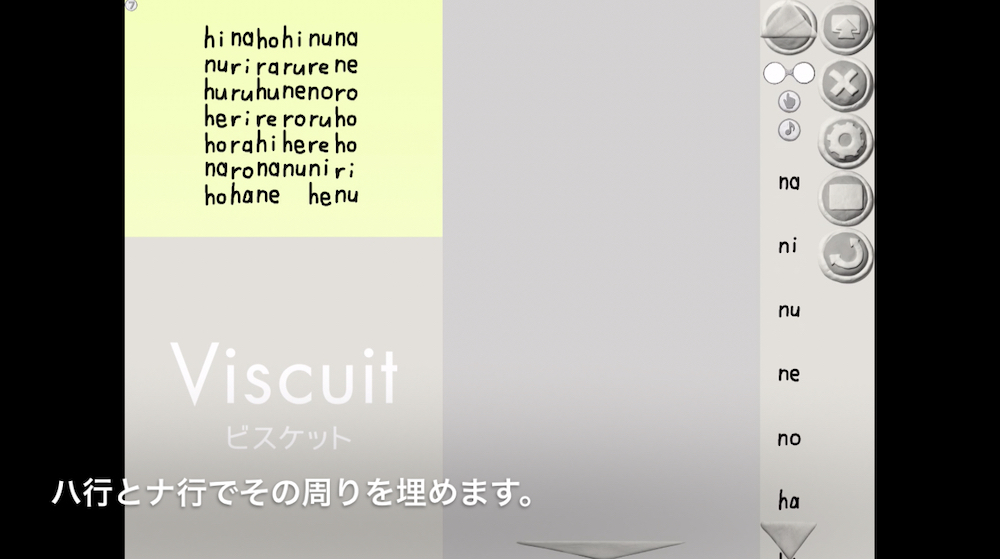 7
hinahohinuna
nurirarurene
huruhunenoro
herireroruho
horahihereho
naronanuniri
hohane henu
na
ni
nu
ne
no
ha
Viscuit
ビスケット
ハ行とナ行でその周りを埋めます。